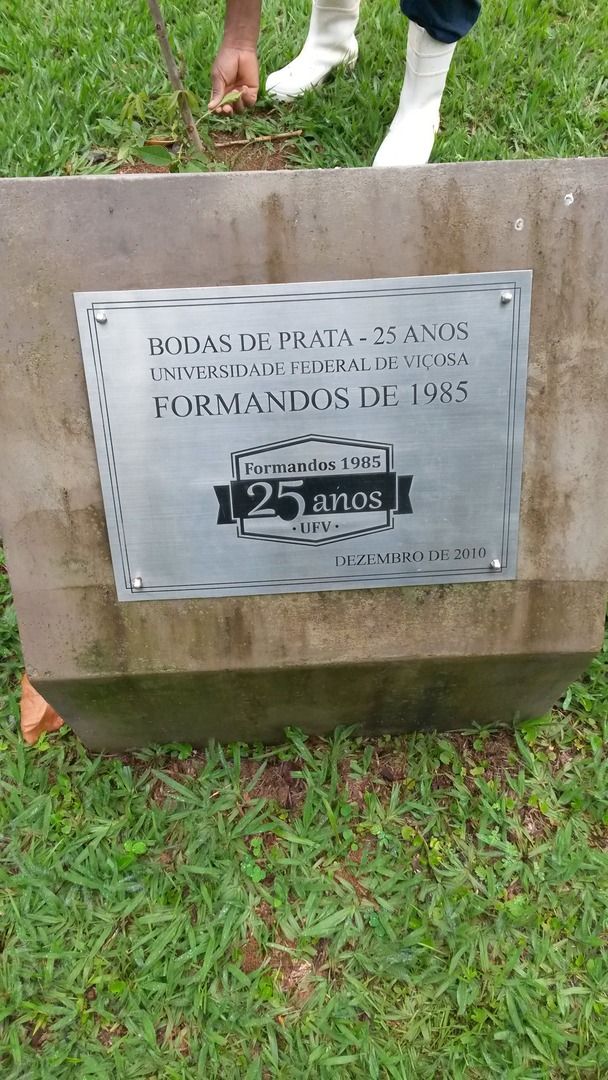 BODAS DE PRATA - 25 ANOS
UNIVERSIDADE FEDERAL DE VIÇOSA
FORMANDOS DE 1985
Formandos 1985
25 anos
· UFV ·
DEZEMBRO DE 2010